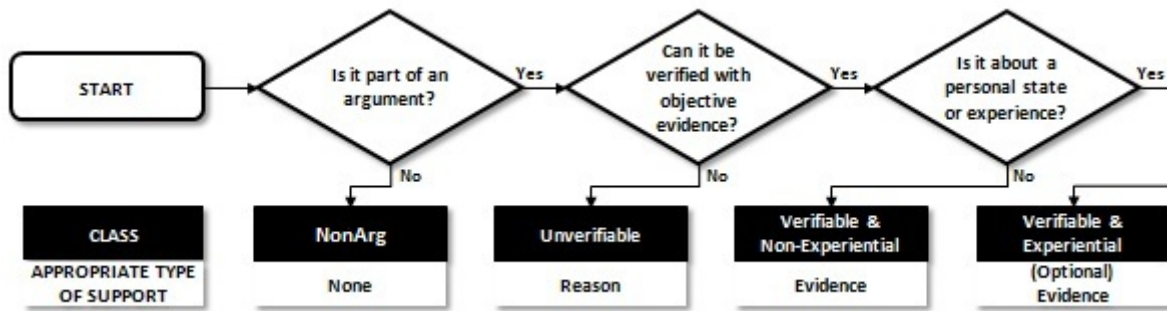 START
Is it part of an
argument?
Yes
Can it be
verified with
objective
evidence?
Yes
Is it about a
personal state
or experience?
Yes
No
No
No
CLASS
NonArg
Unverifiable
Verifiable &
Non-Experiential
Verifiable &
Experiential
APPROPRIATE TYPE
OF SUPPORT
None
Reason
Evidence
(Optional)
Evidence